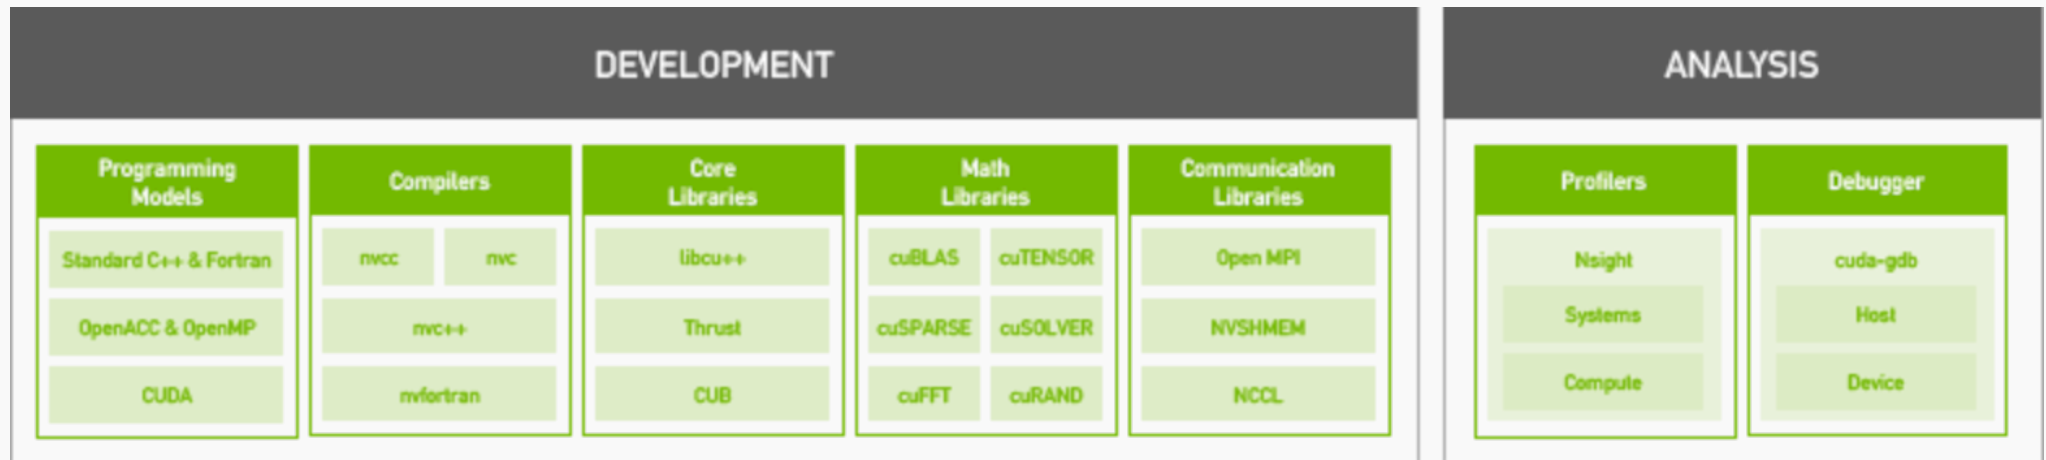 DEVELOPMENT
Programming
Models
Standard C++ & Fortran
OpenACC & OpenMP
CUDA
Compilers
nvcc
nvc
nvc++
nvfortran
Core
Libraries
libcu++
Thrust
CUB
Math
Libraries
cuBLAS
cuTENSOR
cuSPARSE
cuSOLVER
cuFFT
cuRAND
Communication
Libraries
Open MPI
NVSHMEM
NCCL
ANALYSIS
Profilers
Nsight
Systems
Compute
Debugger
cuda-gdb
Host
Device